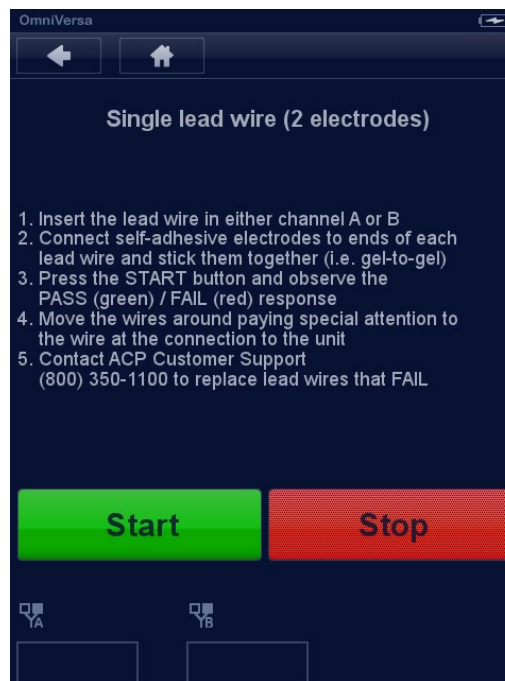 OmniVersa
Single lead wire (2 electrodes)
1. Insert the lead wire in either channel A or B
2. Connect self-adhesive electrodes to ends of each
lead wire and stick them together (i.e. gel-to-gel)
3. Press the START button and observe the
PASS (green) / FAIL (red) response
4. Move the wires around paying special attention to
the wire at the connection to the unit
5. Contact ACP Customer Support
(800) 350-1100 to replace lead wires that FAIL
Start Stop
A B